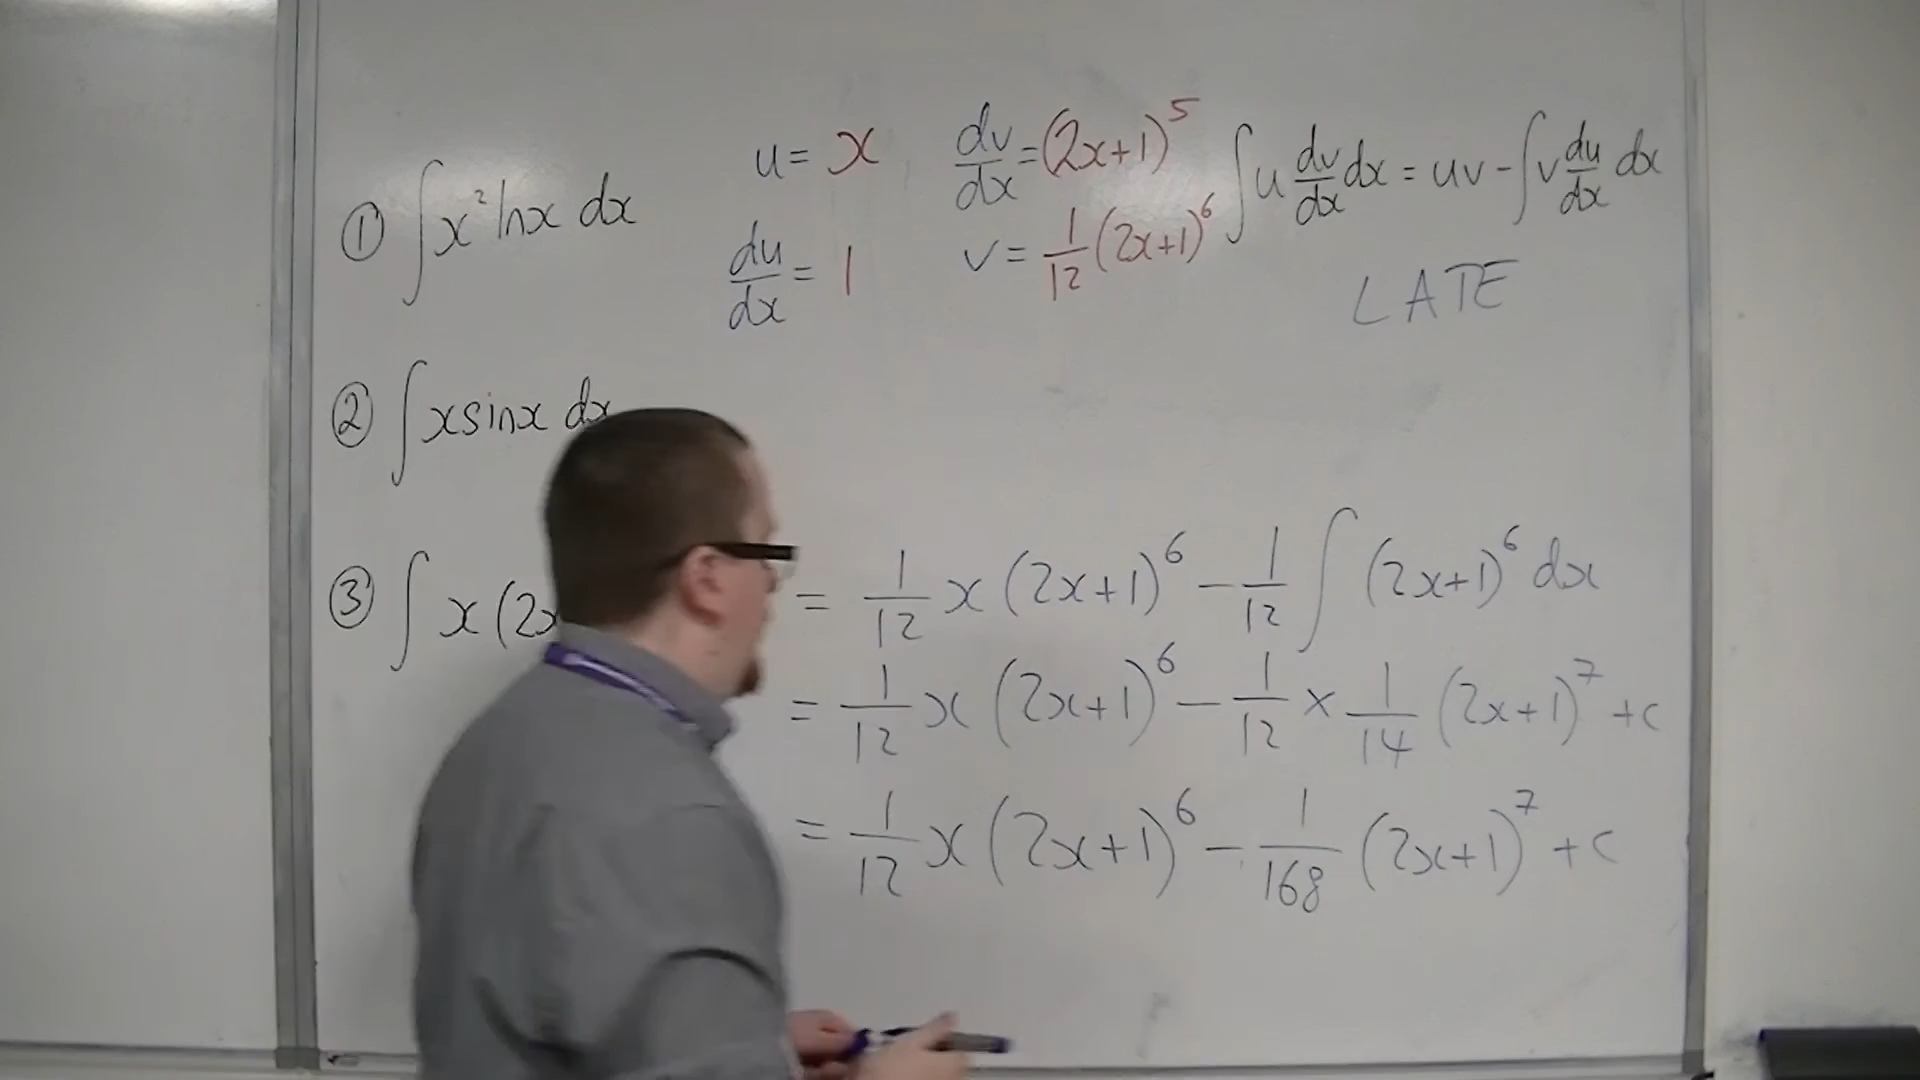 ① ∫ x² lnx dx
u = x
du/dx = 1
dv/dx = (2x+1)⁵
v = 1/12 (2x+1)⁶
∫ u dv/dx dx = uv - ∫ v du/dx dx
LATE
② ∫ x sinx dx
③ ∫ x (2x
= 1/12 x (2x+1)⁶ - 1/12 ∫ (2x+1)⁶ dx
= 1/12 x (2x+1)⁶ - 1/12 × 1/14 (2x+1)⁷ + c
= 1/12 x (2x+1)⁶ - 1/168 (2x+1)⁷ + c